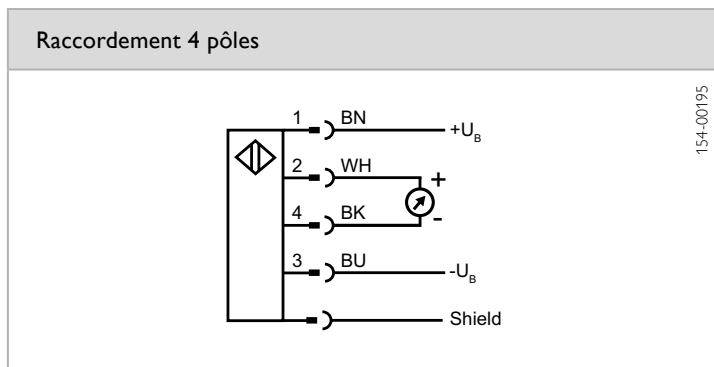 Raccordement 4 pôles
154-00195
1 BN +U_B
2 WH +
4 BK -
3 BU -U_B
Shield